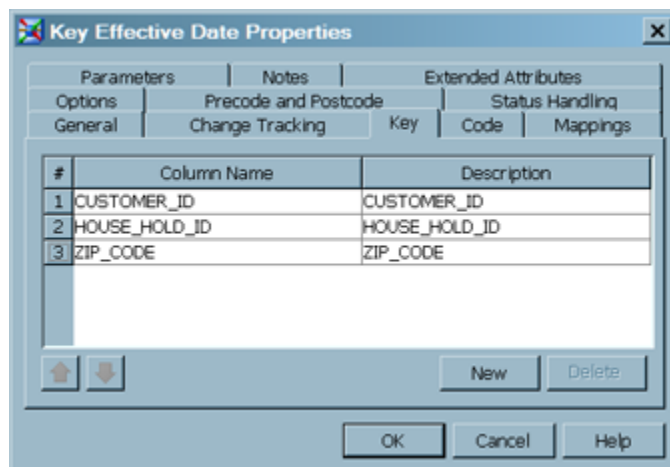 Key Effective Date Properties
Parameters Notes Extended Attributes
Options Precode and Postcode Status Handling
General Change Tracking Key Code Mappings
# Column Name Description
1 CUSTOMER_ID CUSTOMER_ID
2 HOUSE_HOLD_ID HOUSE_HOLD_ID
3 ZIP_CODE ZIP_CODE
New Delete
OK Cancel Help